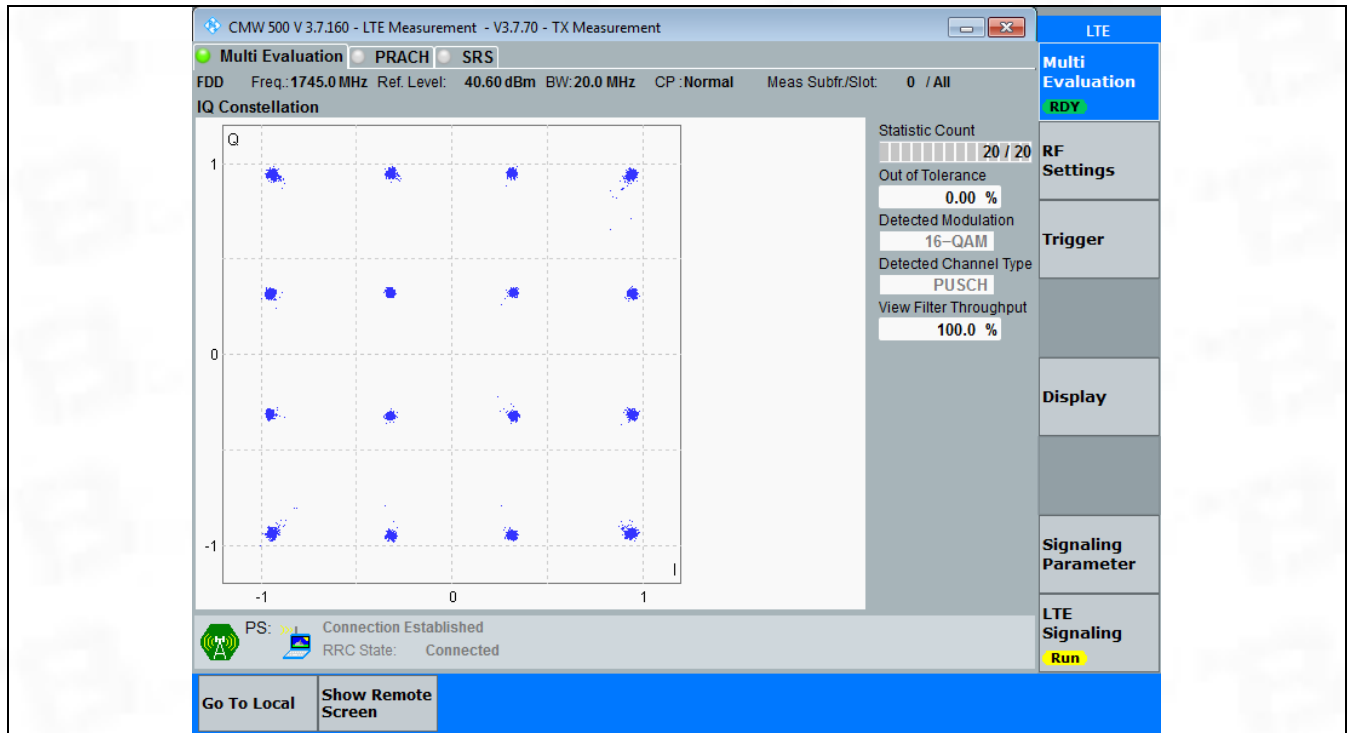 CMW 500 V 3.7.160 - LTE Measurement - V3.7.70 - TX Measurement
LTE
Multi Evaluation PRACH SRS
FDD Freq.:1745.0 MHz Ref. Level: 40.60 dBm BW:20.0 MHz CP :Normal Meas Subfr./Slot: 0 / All
IQ Constellation
Multi
Evaluation
RDY
Q
1
0
-1
I
-1 0 1
Statistic Count
20 / 20
Out of Tolerance
0.00 %
Detected Modulation
16–QAM
Detected Channel Type
PUSCH
View Filter Throughput
100.0 %
RF
Settings
Trigger
Display
Signaling
Parameter
LTE
Signaling
Run
PS: Connection Established
RRC State: Connected
Go To Local
Show Remote
Screen